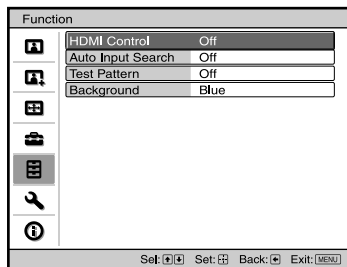 Function
HDMI Control Off
Auto Input Search Off
Test Pattern Off
Background Blue
Sel: Set: Back: Exit: MENU